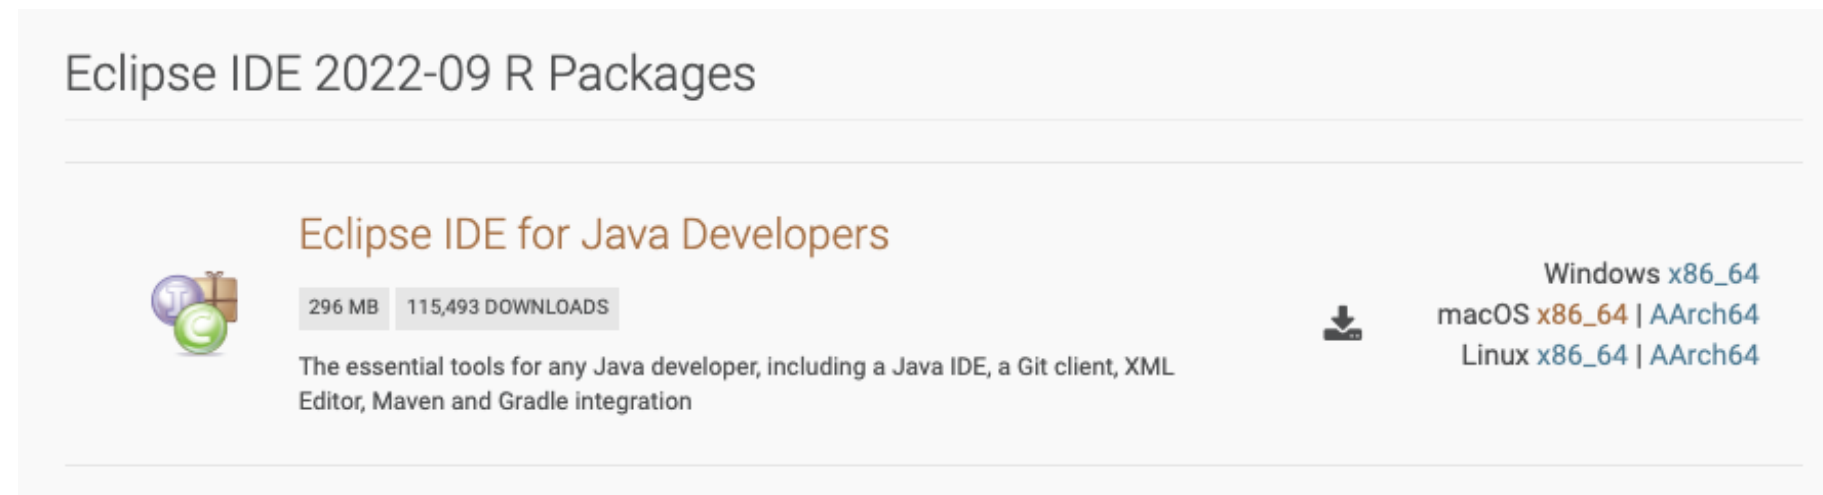 Eclipse IDE 2022-09 R Packages
Eclipse IDE for Java Developers
296 MB 115,493 DOWNLOADS
The essential tools for any Java developer, including a Java IDE, a Git client, XML
Editor, Maven and Gradle integration
Windows x86_64
macOS x86_64 | AArch64
Linux x86_64 | AArch64
J
C